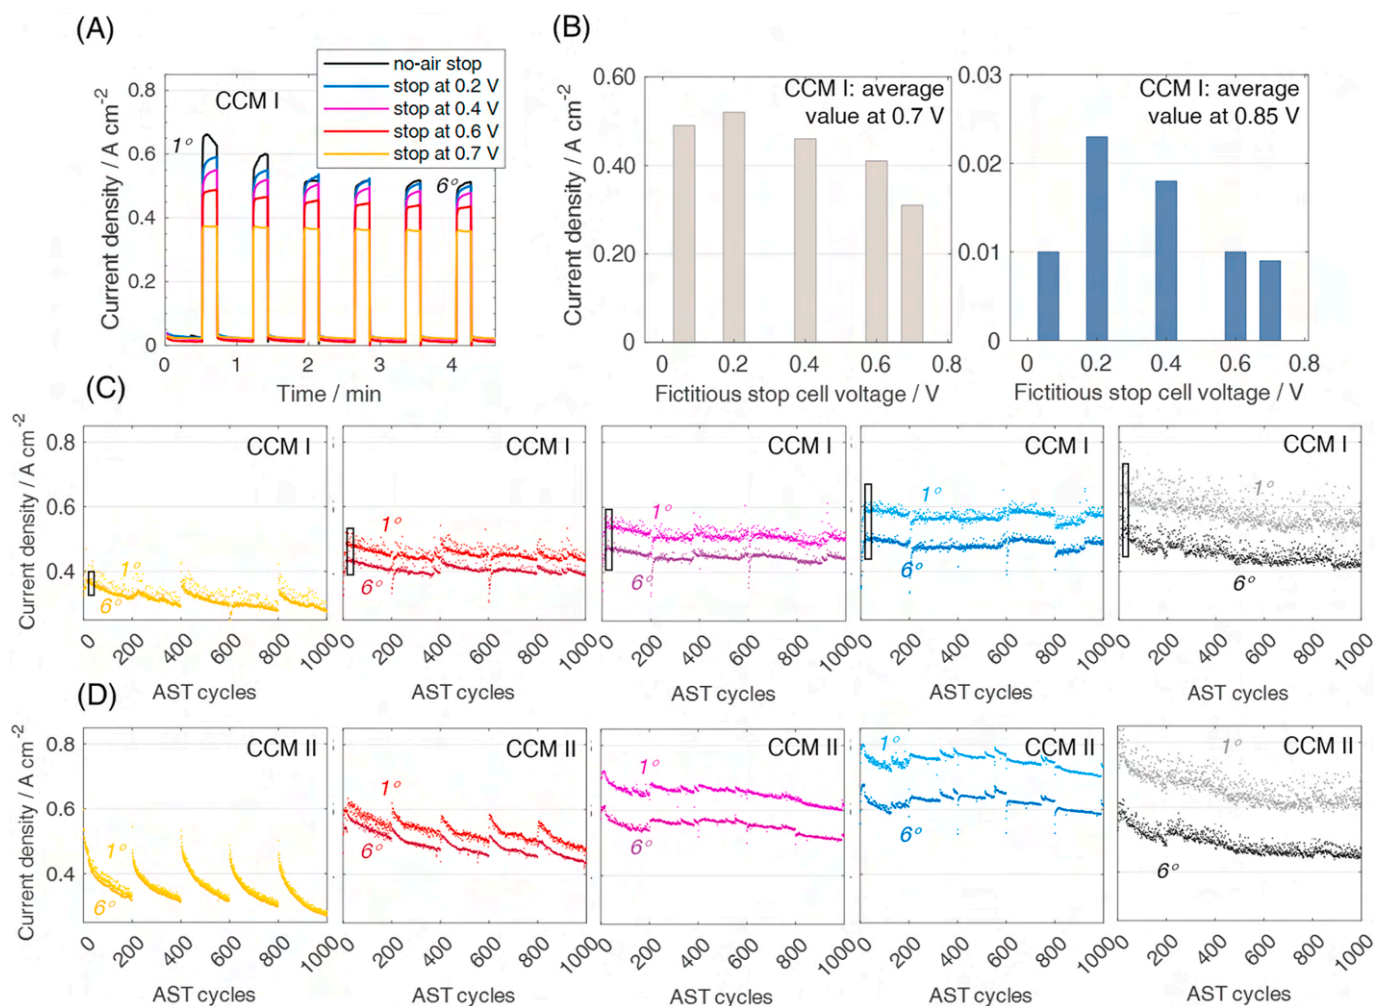 (A)
no-air stop
stop at 0.2 V
stop at 0.4 V
stop at 0.6 V
stop at 0.7 V
CCM I
1°
6°
Current density / A cm⁻²
0.8
0.6
0.4
0.2
0
0 1 2 3 4
Time / min
(B)
CCM I: average
value at 0.7 V
Current density / A cm⁻²
0.60
0.40
0.20
0
0 0.2 0.4 0.6 0.8
Fictitious stop cell voltage / V
CCM I: average
value at 0.85 V
0.03
0.02
0.01
0.00
0 0.2 0.4 0.6 0.8
Fictitious stop cell voltage / V
(C)
Current density / A cm⁻²
0.8
0.6
0.4
CCM I
1°
6°
0 200 400 600 800 1000
AST cycles
CCM I
1°
6°
0 200 400 600 800 1000
AST cycles
CCM I
1°
6°
0 200 400 600 800 1000
AST cycles
CCM I
1°
6°
0 200 400 600 800 1000
AST cycles
CCM I
1°
6°
0 200 400 600 800 1000
AST cycles
(D)
Current density / A cm⁻²
0.8
0.6
0.4
CCM II
1°
6°
0 200 400 600 800 1000
AST cycles
CCM II
1°
6°
0 200 400 600 800 1000
AST cycles
CCM II
1°
6°
0 200 400 600 800 1000
AST cycles
CCM II
1°
6°
0 200 400 600 800 1000
AST cycles
CCM II
1°
6°
0 200 400 600 800 1000
AST cycles